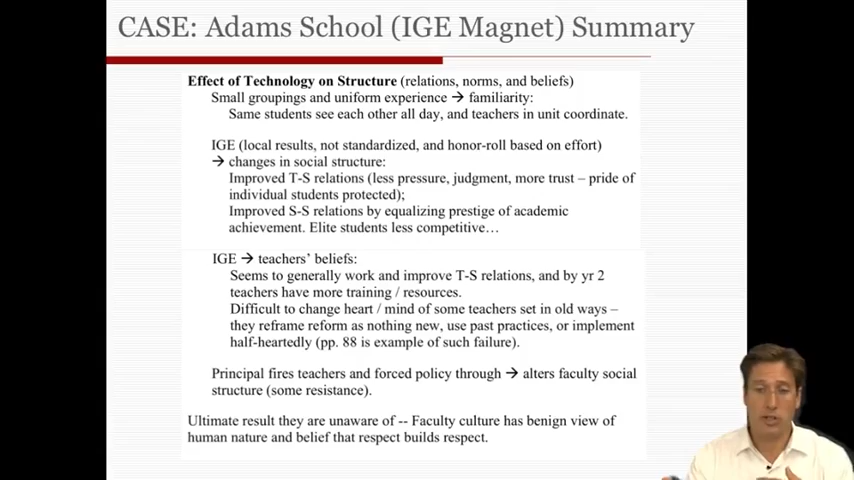 CASE: Adams School (IGE Magnet) Summary
Effect of Technology on Structure (relations, norms, and beliefs)
Small groupings and uniform experience → familiarity:
Same students see each other all day, and teachers in unit coordinate.
IGE (local results, not standardized, and honor-roll based on effort)
→ changes in social structure:
Improved T-S relations (less pressure, judgment, more trust – pride of
individual students protected);
Improved S-S relations by equalizing prestige of academic
achievement. Elite students less competitive…
IGE → teachers' beliefs:
Seems to generally work and improve T-S relations, and by yr 2
teachers have more training / resources.
Difficult to change heart / mind of some teachers set in old ways –
they reframe reform as nothing new, use past practices, or implement
half-heartedly (pp. 88 is example of such failure).
Principal fires teachers and forced policy through → alters faculty social
structure (some resistance).
Ultimate result they are unaware of -- Faculty culture has benign view of
human nature and belief that respect builds respect.